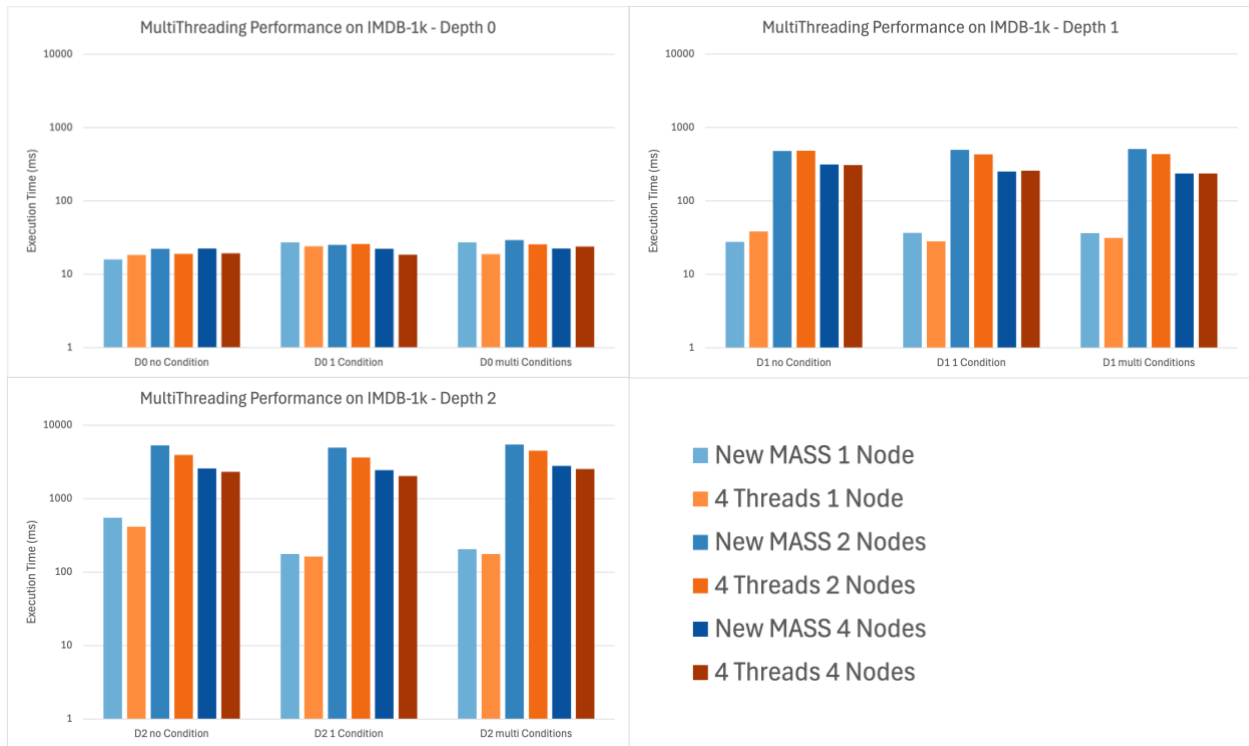 MultiThreading Performance on IMDB-1k - Depth 0
Execution Time (ms)
10000
1000
100
10
1
D0 no Condition
D0 1 Condition
D0 multi Conditions
MultiThreading Performance on IMDB-1k - Depth 1
Execution Time (ms)
10000
1000
100
10
1
D1 no Condition
D1 1 Condition
D1 multi Conditions
MultiThreading Performance on IMDB-1k - Depth 2
Execution Time (ms)
10000
1000
100
10
1
D2 no Condition
D2 1 Condition
D2 multi Conditions
New MASS 1 Node
4 Threads 1 Node
New MASS 2 Nodes
4 Threads 2 Nodes
New MASS 4 Nodes
4 Threads 4 Nodes